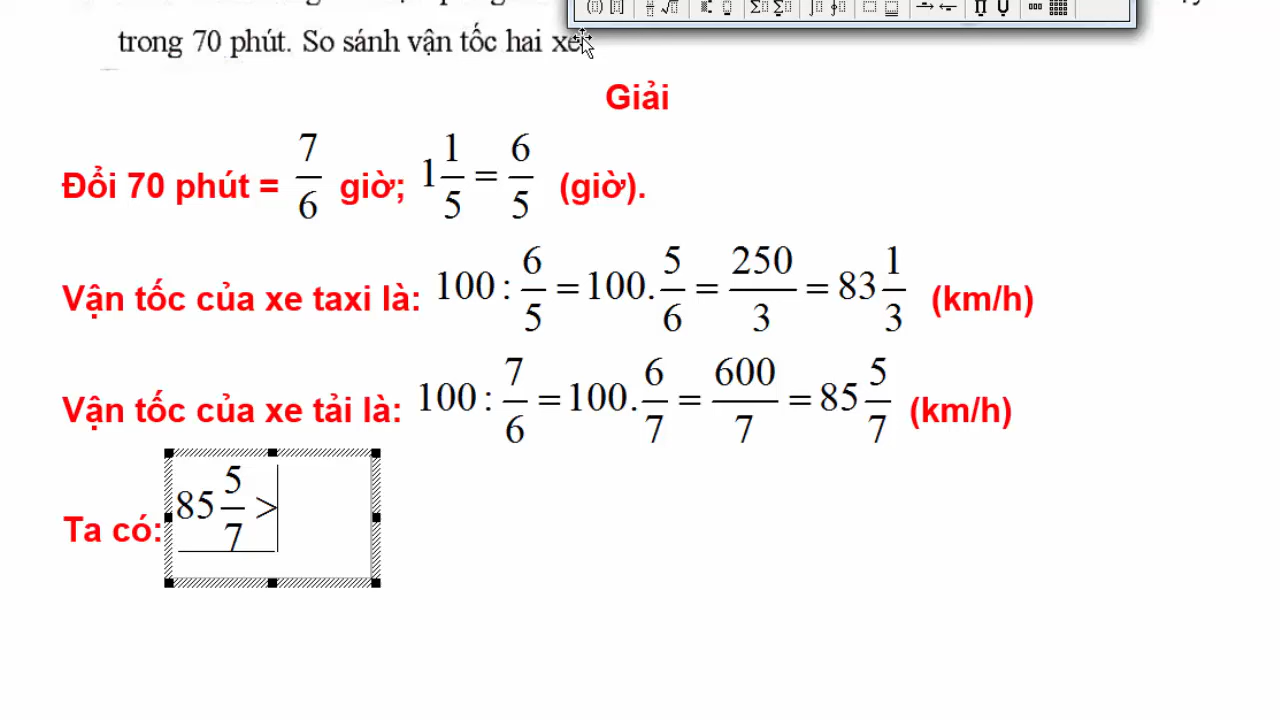 trong 70 phút. So sánh vận tốc hai xe
Giải
Đổi 70 phút = 7/6 giờ; 1 1/5 = 6/5 (giờ).
Vận tốc của xe taxi là: 100 : 6/5 = 100. 5/6 = 250/3 = 83 1/3 (km/h)
Vận tốc của xe tải là: 100 : 7/6 = 100. 6/7 = 600/7 = 85 5/7 (km/h)
Ta có: 85 5/7 >